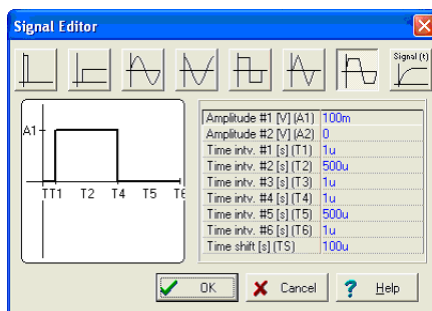 Signal Editor
Signal (t)
A1
TT1 T2 T4 T5 T6
Amplitude #1 [V] (A1) 100m
Amplitude #2 [V] (A2) 0
Time intv. #1 [s] (T1) 1u
Time intv. #2 [s] (T2) 500u
Time intv. #3 [s] (T3) 1u
Time intv. #4 [s] (T4) 1u
Time intv. #5 [s] (T5) 500u
Time intv. #6 [s] (T6) 1u
Time shift [s] (TS) 100u
OK Cancel ? Help